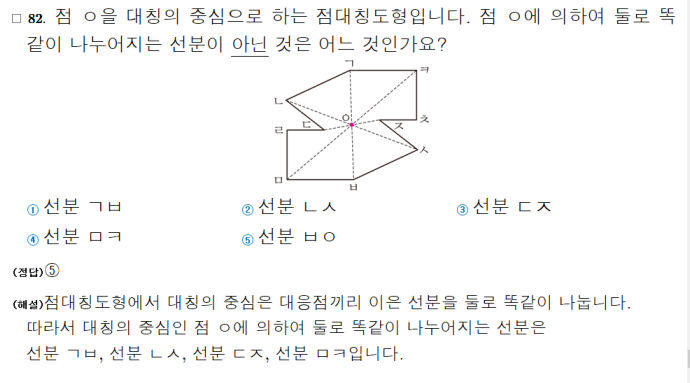 □ 82. 점 ㅇ을 대칭의 중심으로 하는 점대칭도형입니다. 점 ㅇ에 의하여 둘로 똑
같이 나누어지는 선분이 아닌 것은 어느 것인가요?
ㄱ
ㅋ
ㄴ
ㅇ
ㄷ
ㅈ
ㅊ
ㄹ
ㅅ
ㅁ
ㅂ
① 선분 ㄱㅂ ② 선분 ㄴㅅ ③ 선분 ㄷㅈ
④ 선분 ㅁㅋ ⑤ 선분 ㅂㅇ
(정답)⑤
(해설)점대칭도형에서 대칭의 중심은 대응점끼리 이은 선분을 둘로 똑같이 나눕니다.
따라서 대칭의 중심인 점 ㅇ에 의하여 둘로 똑같이 나누어지는 선분은
선분 ㄱㅂ, 선분 ㄴㅅ, 선분 ㄷㅈ, 선분 ㅁㅋ입니다.